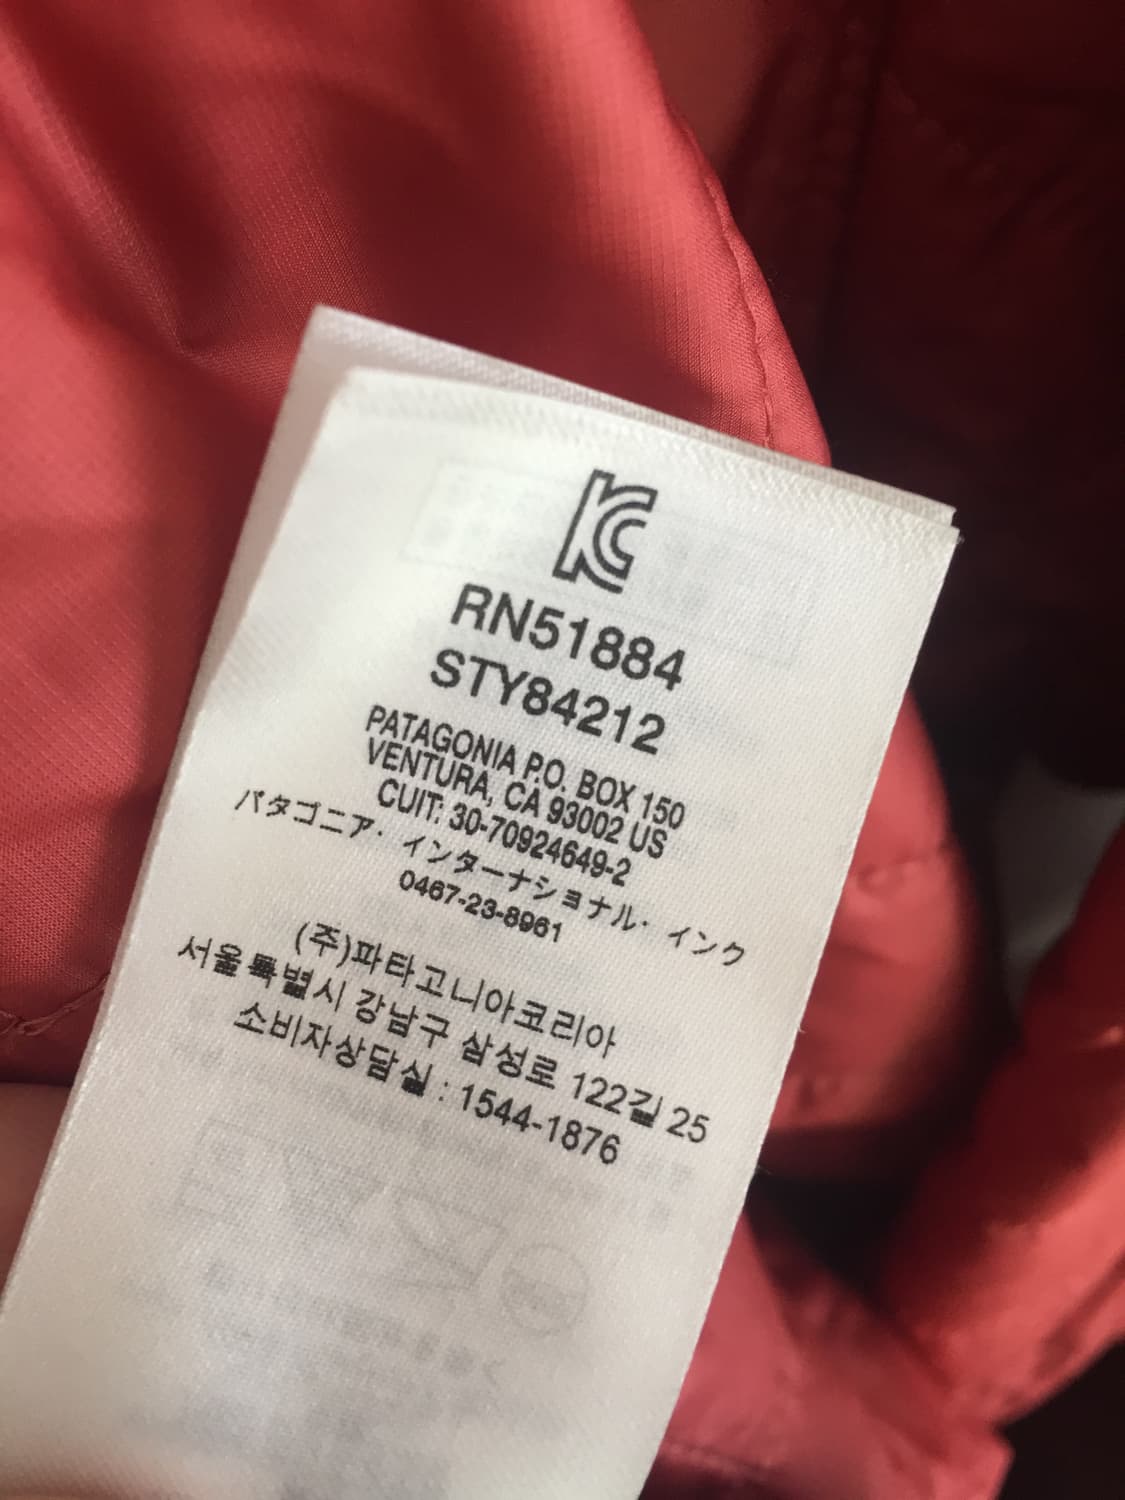 KC
RN51884
STY84212
PATAGONIA P.O. BOX 150
VENTURA, CA 93002 US
CUIT: 30-70924649-2
パタゴニア・インターナショナル・インク
0467-23-8961
(주)파타고니아코리아
서울특별시 강남구 삼성로 122길 25
소비자상담실 : 1544-1876